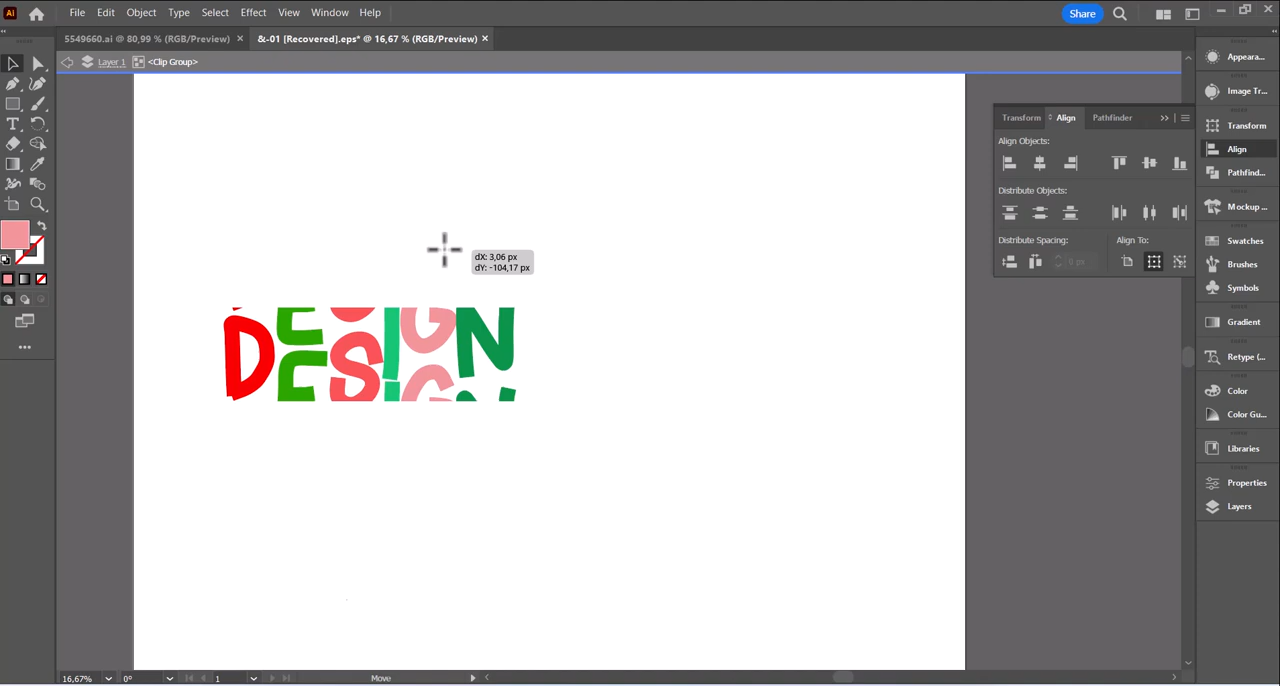 Ai File Edit Object Type Select Effect View Window Help Share
5549660.ai @ 80,99 % (RGB/Preview) × &-01 [Recovered].eps* @ 16,67 % (RGB/Preview) ×
Layer 1 <Clip Group>
Appeara...
Image Tr...
Transform Align Pathfinder
Transform
Align Objects:
Align
Pathfind...
Distribute Objects:
Mockup ...
Distribute Spacing: Align To:
Swatches
0 px
dX: 3,06 px
dY: -104,17 px
Brushes
Symbols
Gradient
DESIGN
Retype (...
Color
Color Gu...
Libraries
Properties
Layers
16,67% 0° 1 Move